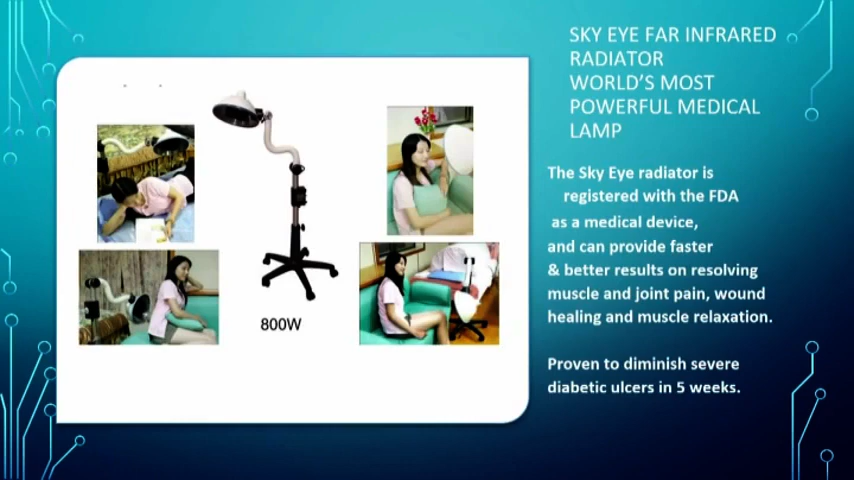 SKY EYE FAR INFRARED
RADIATOR
WORLD'S MOST
POWERFUL MEDICAL
LAMP
The Sky Eye radiator is
registered with the FDA
as a medical device,
and can provide faster
& better results on resolving
muscle and joint pain, wound
healing and muscle relaxation.
Proven to diminish severe
diabetic ulcers in 5 weeks.
800W